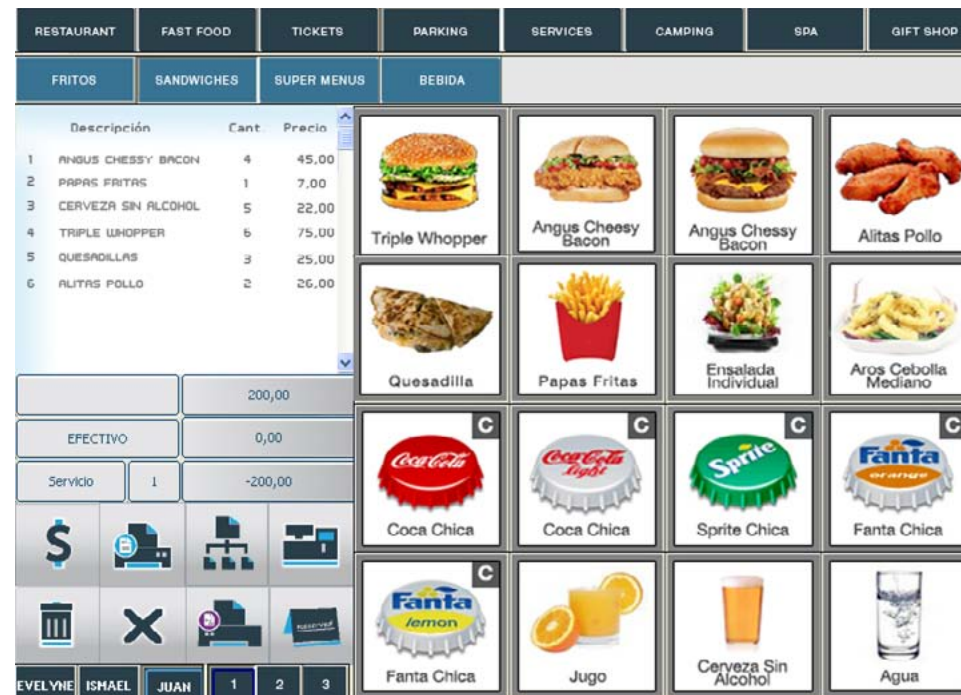 RESTAURANT FAST FOOD TICKETS PARKING SERVICES CAMPING SPA GIFT SHOP
FRITOS SANDWICHES SUPER MENUS BEBIDA
Descripción Cant. Precio
1 ANGUS CHESSY BACON 4 45,00
2 PAPAS FRITAS 1 7,00
3 CERVEZA SIN ALCOHOL 5 22,00
4 TRIPLE WHOPPER 6 75,00
5 QUESADILLAS 3 25,00
6 ALITAS POLLO 2 26,00
200,00
EFECTIVO 0,00
Servicio 1 -200,00
reserved
EVELYNE ISMAEL JUAN 1 2 3
Triple Whopper
Angus Cheesy
Bacon
Angus Chessy
Bacon
Alitas Pollo
Quesadilla
Papas Fritas
Ensalada
Individual
Aros Cebolla
Mediano
C
Coca-Cola
Coca Chica
C
Coca-Cola
light
Coca Chica
C
Sprite
Sprite Chica
C
Fanta
orange
Fanta Chica
C
Fanta
lemon
Fanta Chica
Jugo
Cerveza Sin
Alcohol
Agua